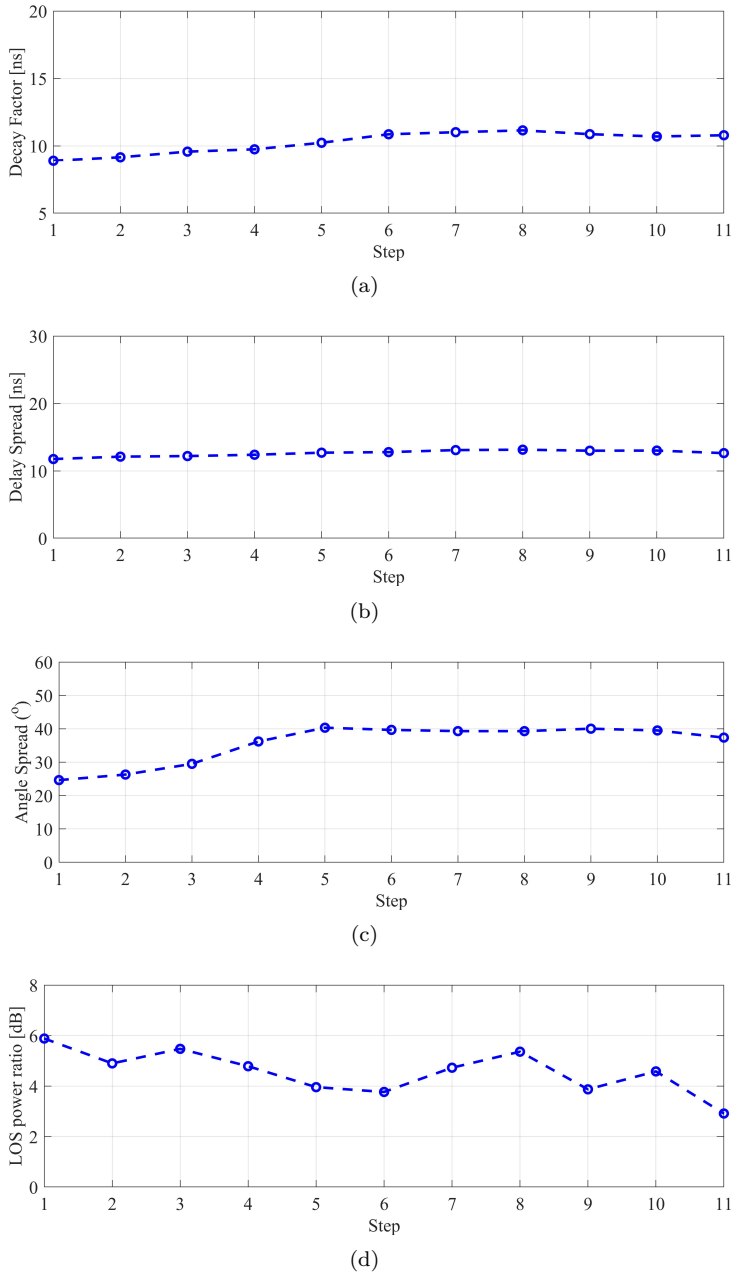 Decay Factor [ns]
20
15
10
5
1 2 3 4 5 6 7 8 9 10 11
Step
(a)
Delay Spread [ns]
30
20
10
0
1 2 3 4 5 6 7 8 9 10 11
Step
(b)
Angle Spread (º)
60
50
40
30
20
10
0
1 2 3 4 5 6 7 8 9 10 11
Step
(c)
LOS power ratio [dB]
8
6
4
2
0
1 2 3 4 5 6 7 8 9 10 11
Step
(d)